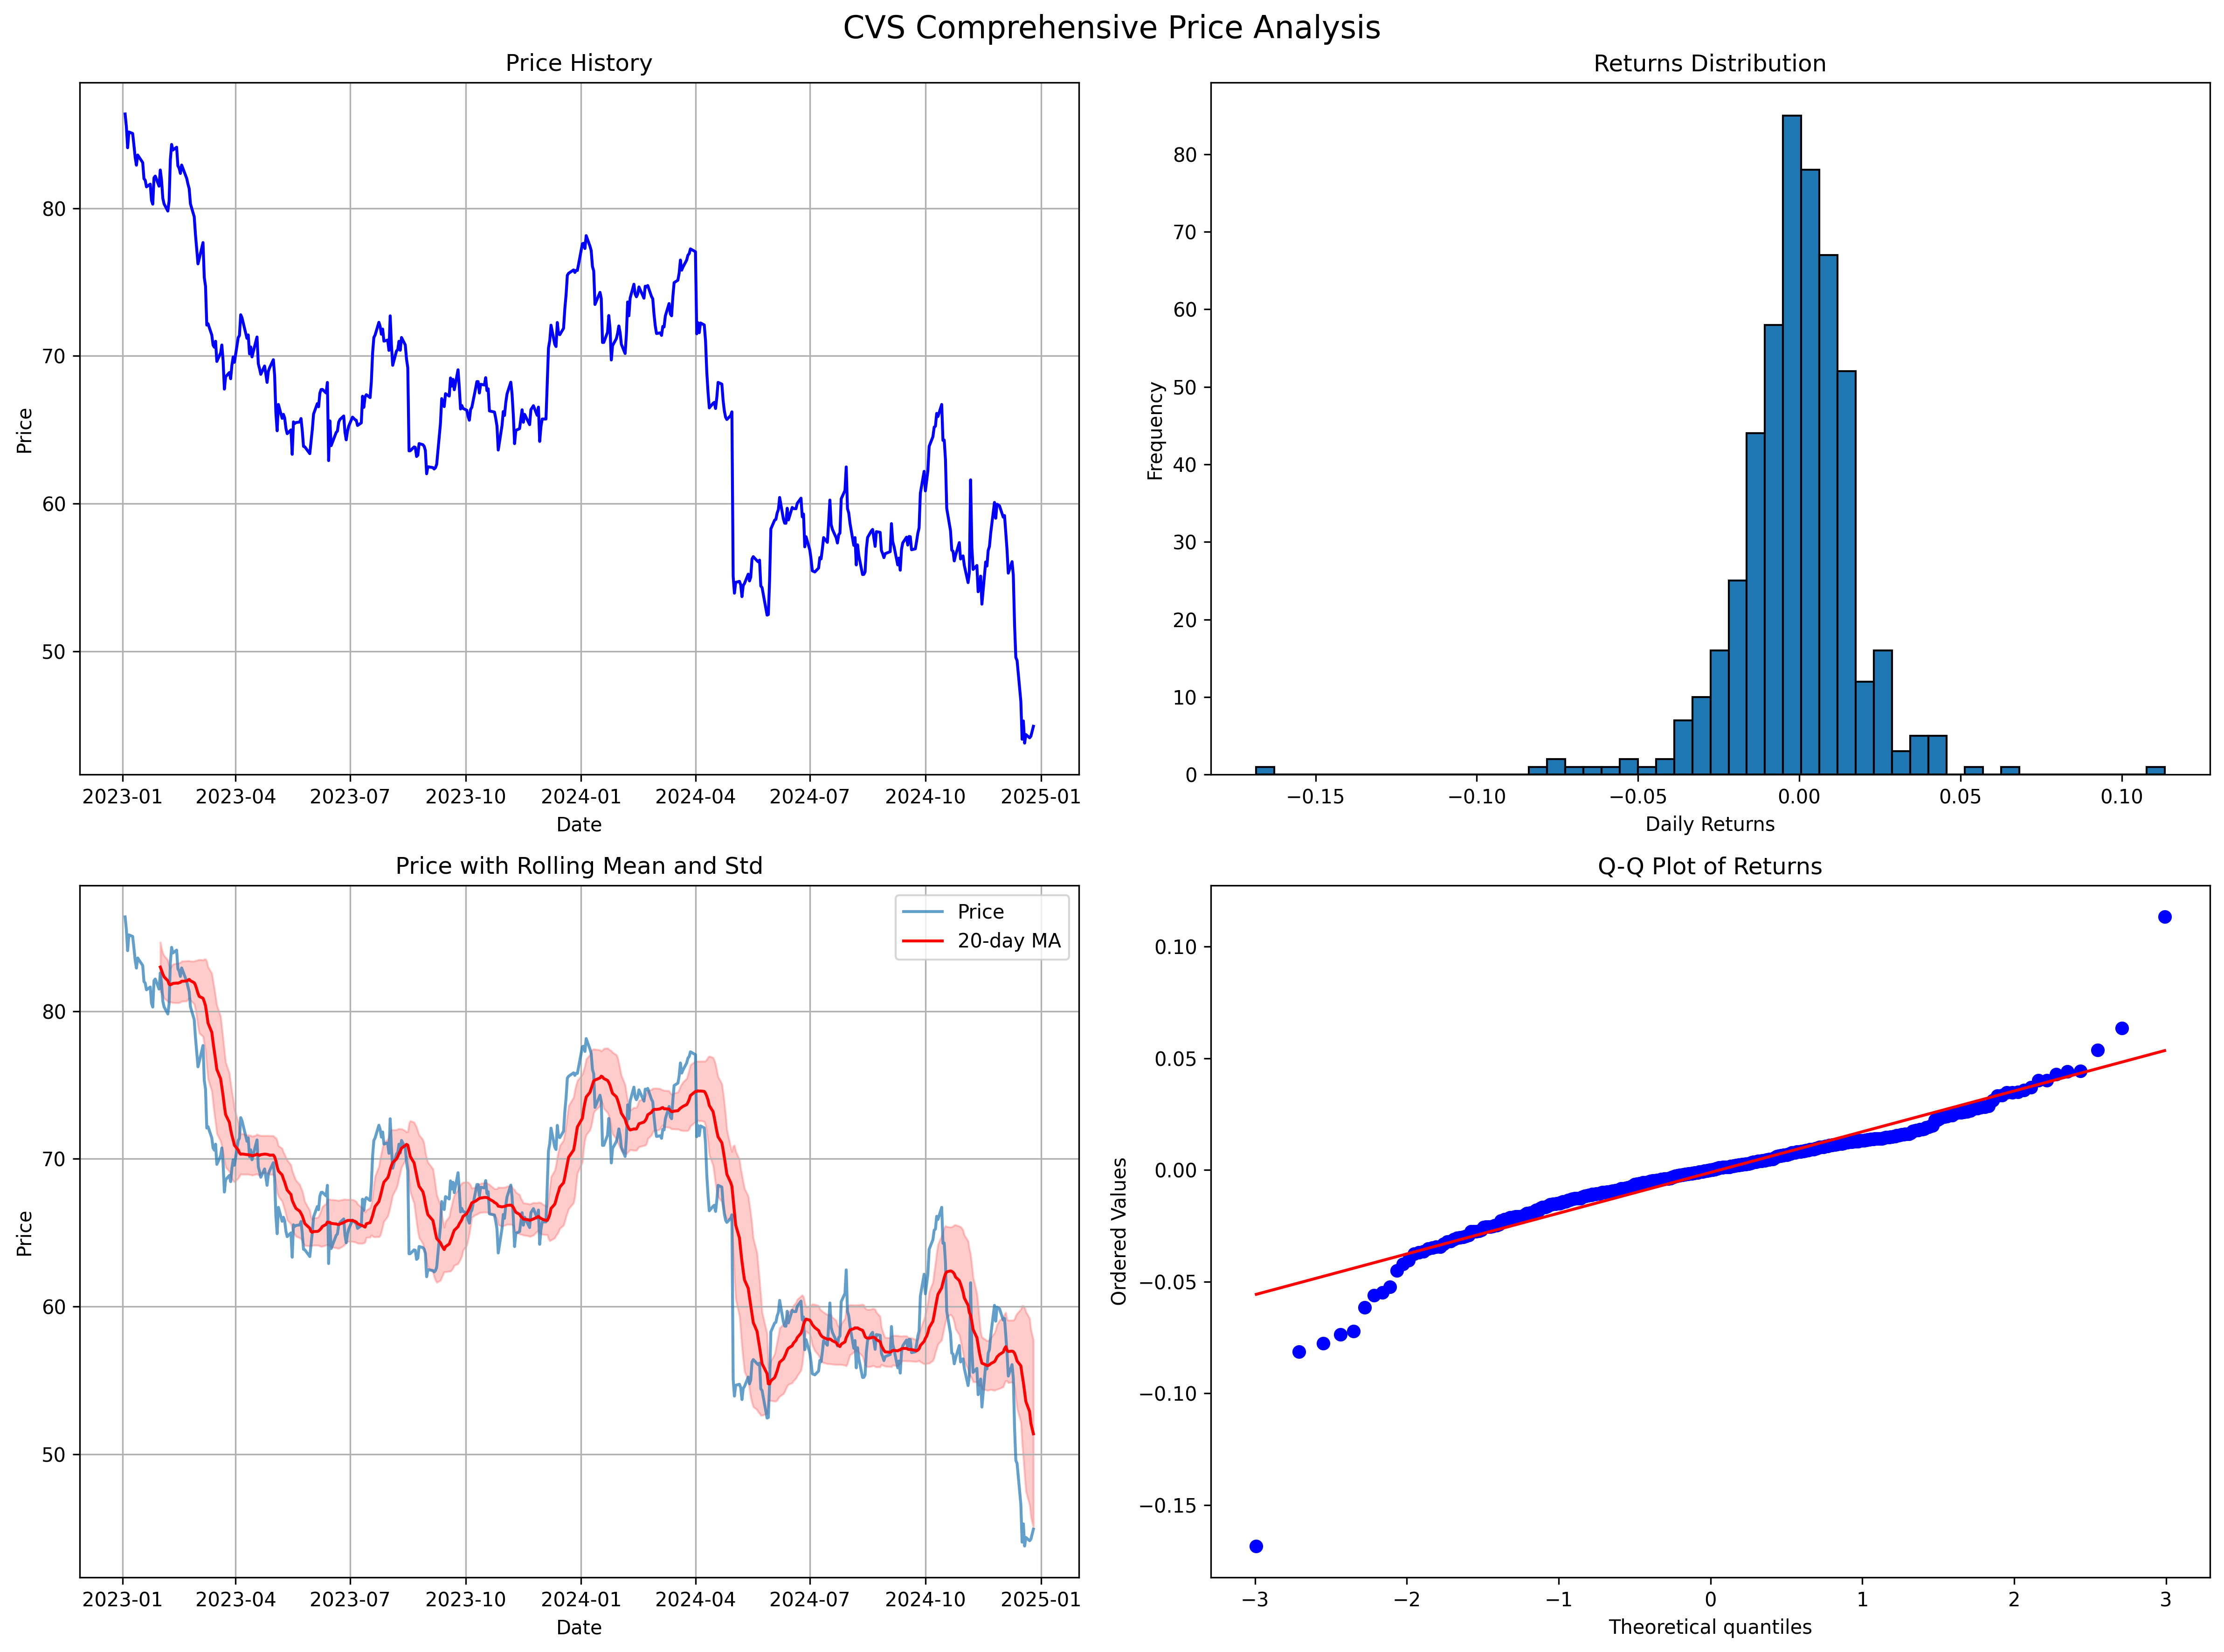 CVS Comprehensive Price Analysis
Price History
Price
80
70
60
50
2023-01 2023-04 2023-07 2023-10 2024-01 2024-04 2024-07 2024-10 2025-01
Date
Returns Distribution
Frequency
80
70
60
50
40
30
20
10
0
−0.15 −0.10 −0.05 0.00 0.05 0.10
Daily Returns
Price with Rolling Mean and Std
Price
20-day MA
Price
80
70
60
50
2023-01 2023-04 2023-07 2023-10 2024-01 2024-04 2024-07 2024-10 2025-01
Date
Q-Q Plot of Returns
Ordered Values
0.10
0.05
0.00
−0.05
−0.10
−0.15
−3 −2 −1 0 1 2 3
Theoretical quantiles